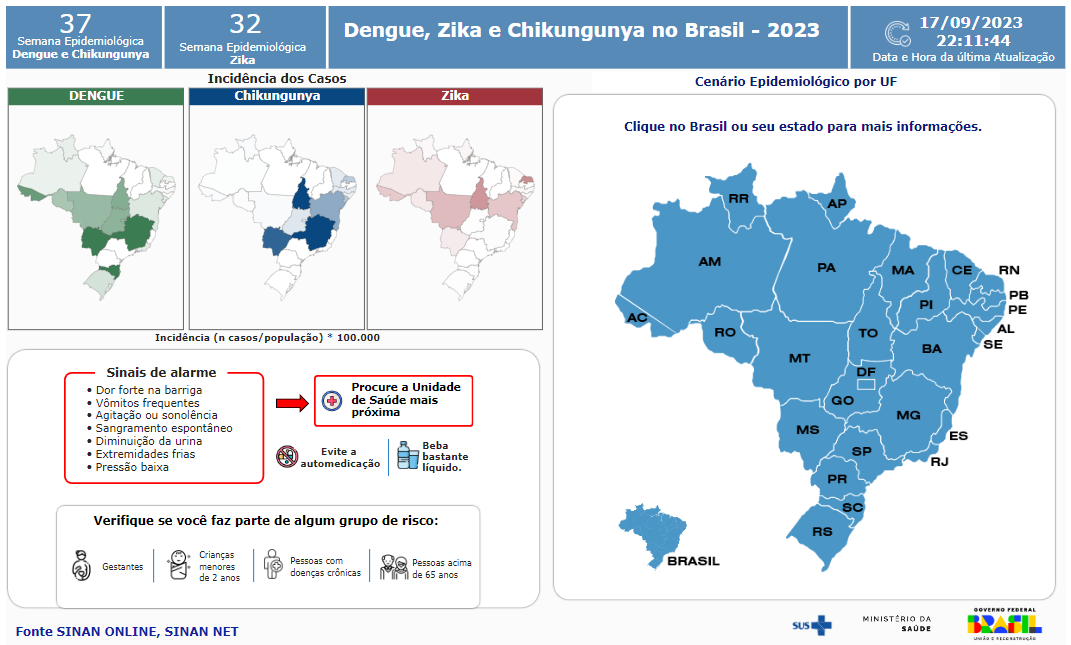 37
Semana Epidemiológica
Dengue e Chikungunya
32
Semana Epidemiológica
Zika
Dengue, Zika e Chikungunya no Brasil - 2023
17/09/2023
22:11:44
Data e Hora da última Atualização
Incidência dos Casos
DENGUE
Chikungunya
Zika
Incidência (n casos/população) * 100.000
Sinais de alarme
• Dor forte na barriga
• Vômitos frequentes
• Agitação ou sonolência
• Sangramento espontâneo
• Diminuição da urina
• Extremidades frias
• Pressão baixa
Procure a Unidade
de Saúde mais
próxima
Evite a
automedicação
Beba
bastante
líquido.
Verifique se você faz parte de algum grupo de risco:
Gestantes
Crianças
menores
de 2 anos
Pessoas com
doenças crônicas
Pessoas acima
de 65 anos
Fonte SINAN ONLINE, SINAN NET
Cenário Epidemiológico por UF
Clique no Brasil ou seu estado para mais informações.
RR
AP
AM
PA
MA
CE
RN
PB
PE
PI
AC
AL
SE
RO
TO
BA
MT
DF
GO
MG
MS
ES
SP
RJ
PR
SC
RS
BRASIL
SUS
MINISTÉRIO DA
SAÚDE
GOVERNO FEDERAL
BRASIL
UNIÃO E RECONSTRUÇÃO